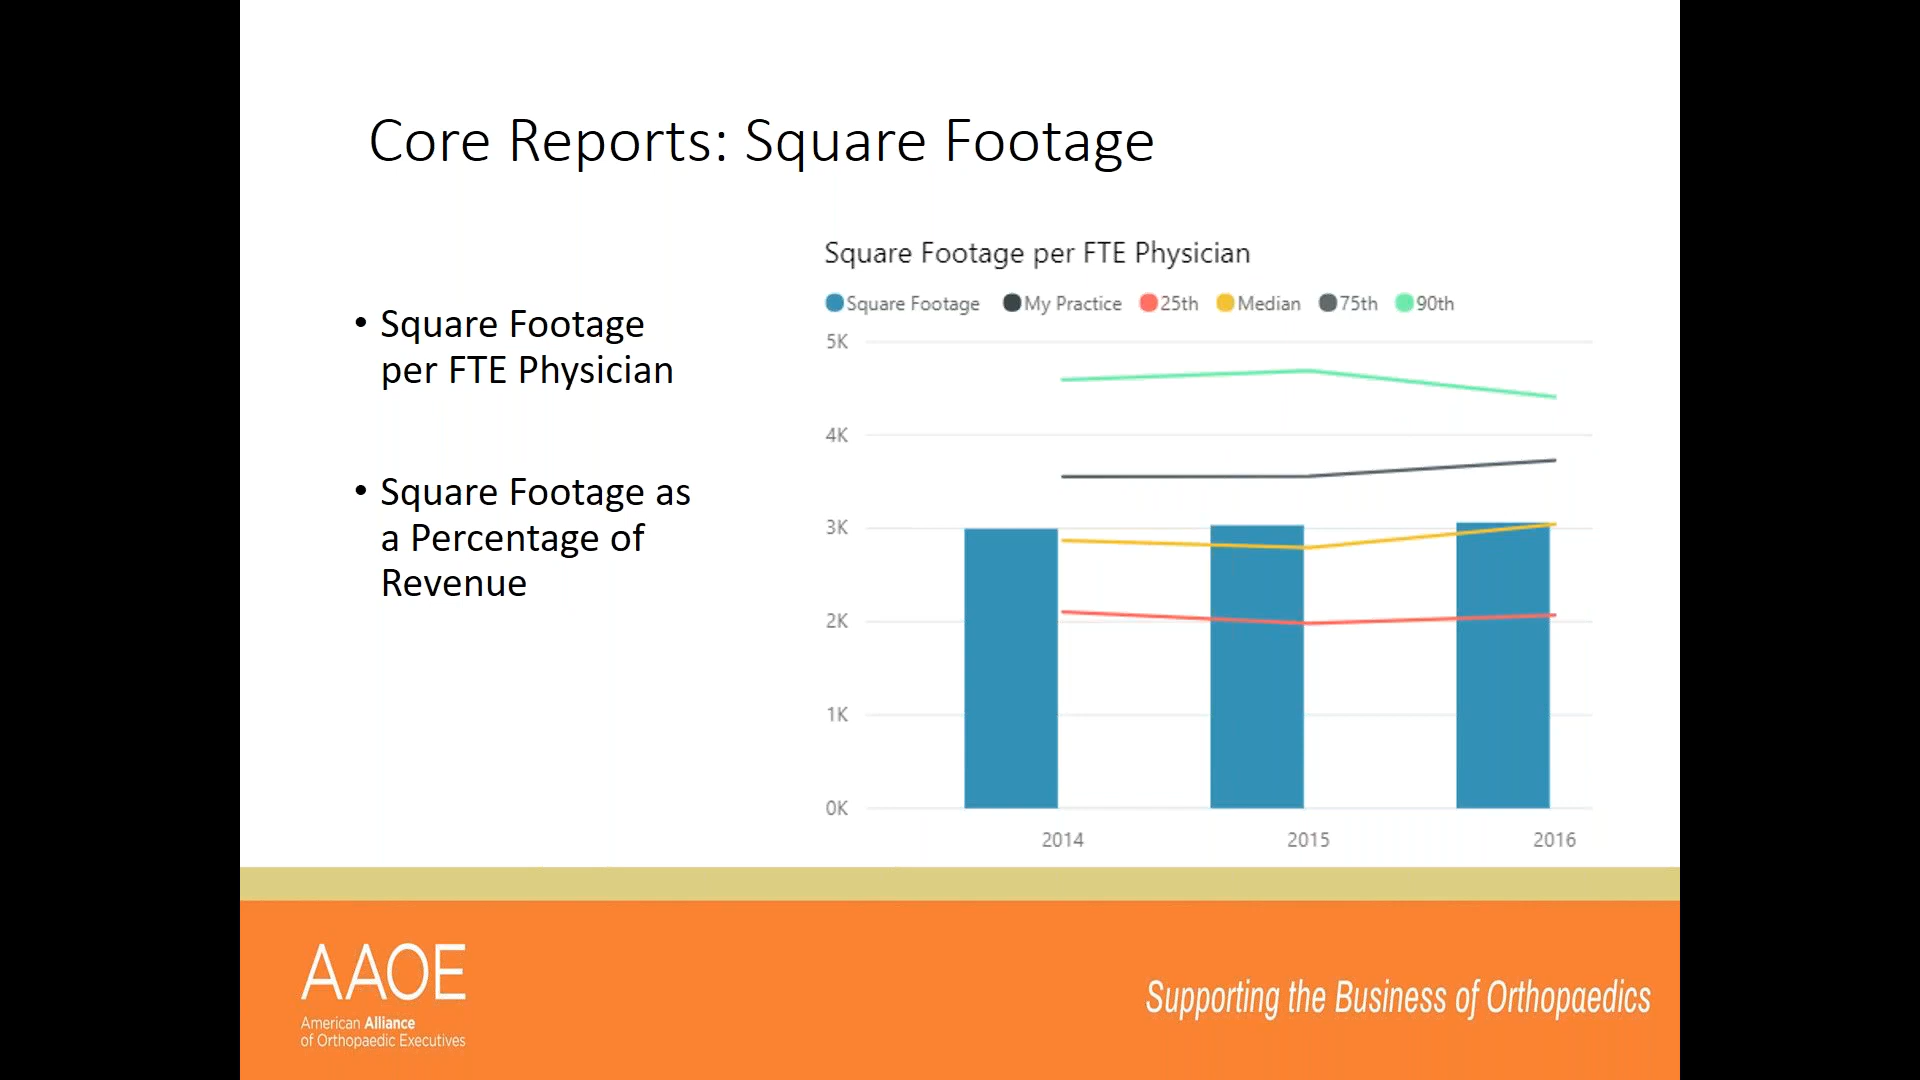 Core Reports: Square Footage
• Square Footage
per FTE Physician
• Square Footage as
a Percentage of
Revenue
Square Footage per FTE Physician
Square Footage My Practice 25th Median 75th 90th
5K
4K
3K
2K
1K
0K
2014 2015 2016
AAOE
American Alliance
of Orthopaedic Executives
Supporting the Business of Orthopaedics